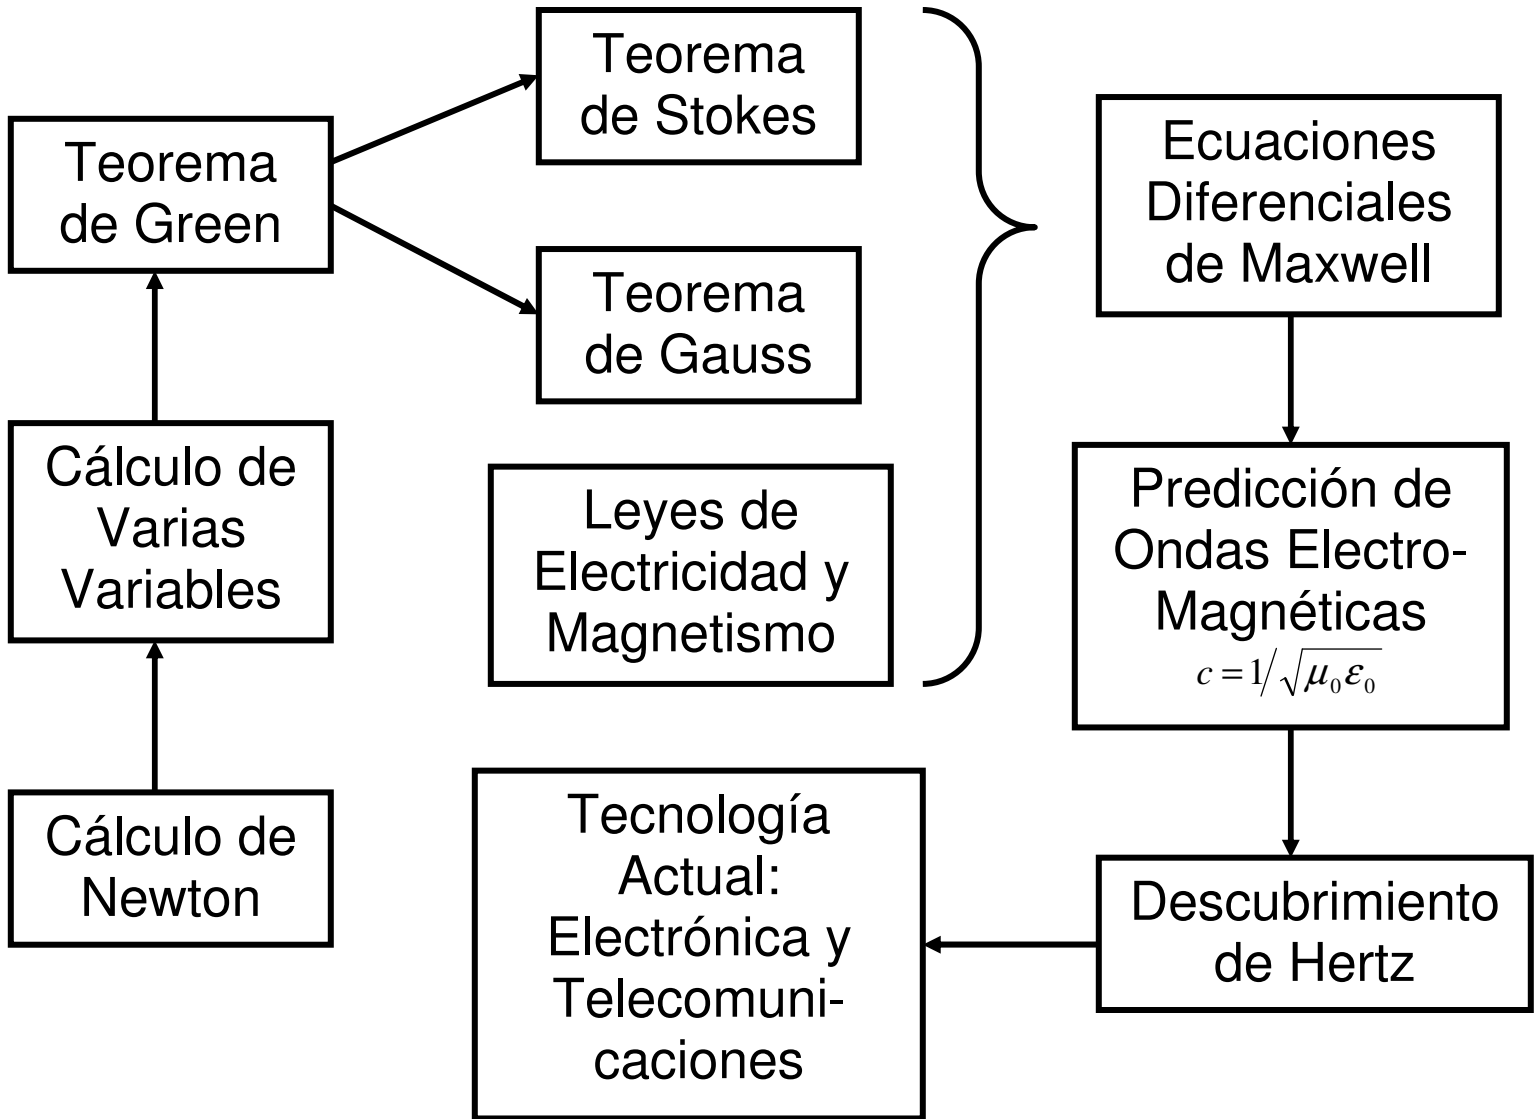 Teorema
de Stokes
Teorema
de Green
Ecuaciones
Diferenciales
de Maxwell
Teorema
de Gauss
Cálculo de
Varias
Variables
Leyes de
Electricidad y
Magnetismo
Predicción de
Ondas Electro-
Magnéticas
c = 1/√μ₀ε₀
Cálculo de
Newton
Tecnología
Actual:
Electrónica y
Telecomuni-
caciones
Descubrimiento
de Hertz